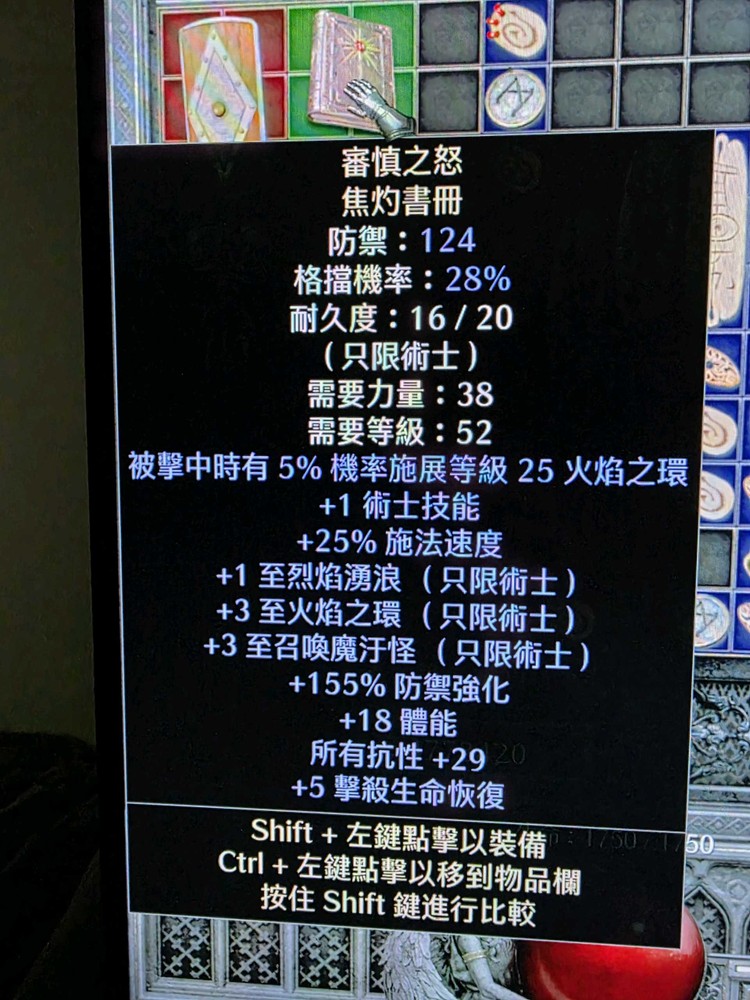 審慎之怒
焦灼書冊
防禦：124
格擋機率：28%
耐久度：16 / 20
（只限術士）
需要力量：38
需要等級：52
被擊中時有 5% 機率施展等級 25 火焰之環
+1 術士技能
+25% 施法速度
+1 至烈焰湧浪 （只限術士）
+3 至火焰之環 （只限術士）
+3 至召喚魔汙怪 （只限術士）
+155% 防禦強化
+18 體能
所有抗性 +29
+5 擊殺生命恢復
Shift + 左鍵點擊以裝備
Ctrl + 左鍵點擊以移到物品欄
按住 Shift 鍵進行比較